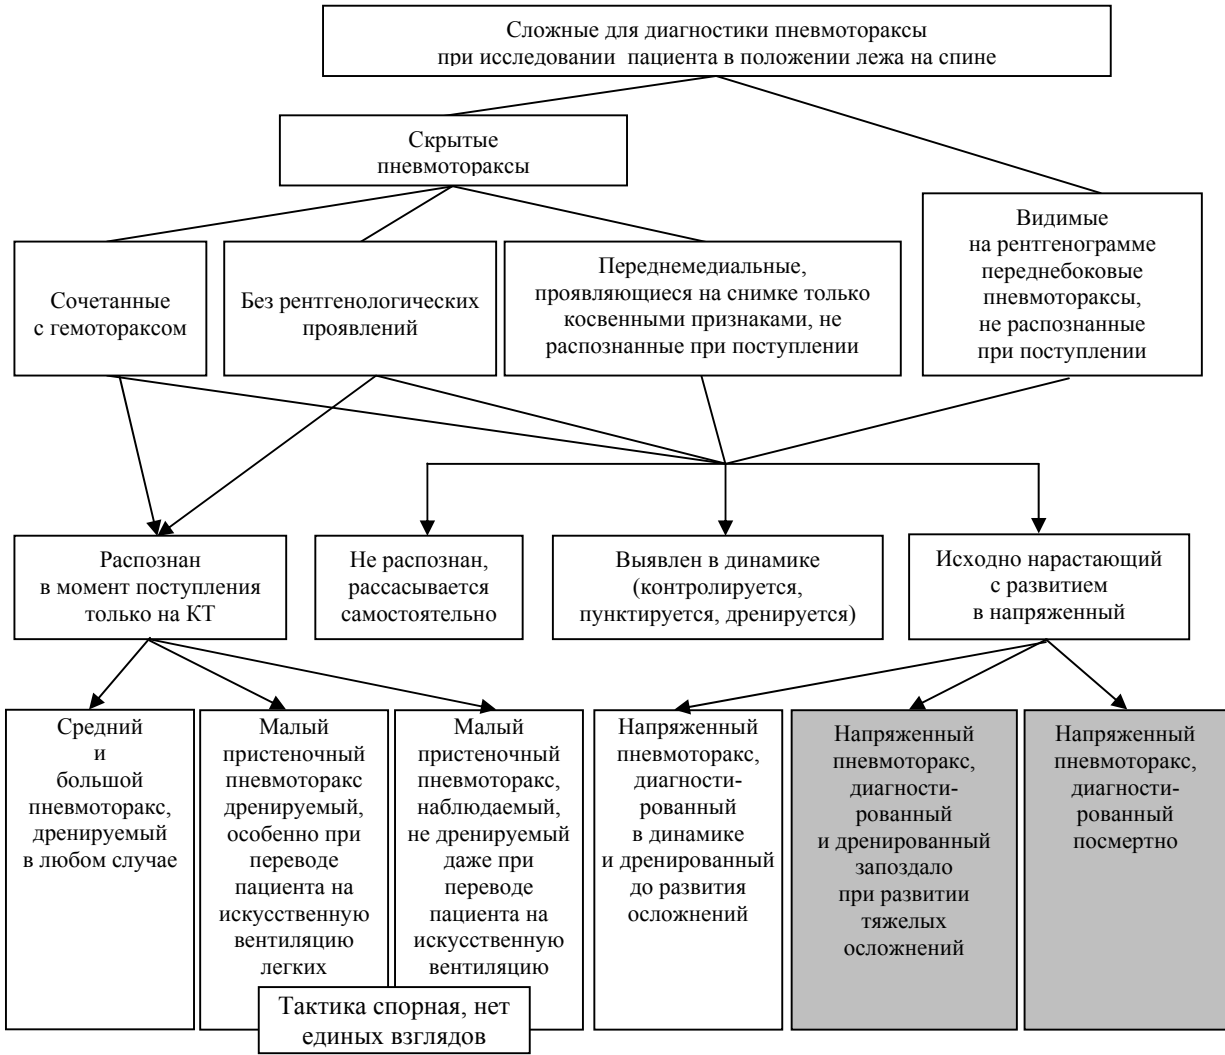 Сложные для диагностики пневмотораксы
при исследовании пациента в положении лежа на спине
Скрытые
пневмотораксы
Сочетанные
с гемотораксом
Без рентгенологических
проявлений
Переднемедиальные,
проявляющиеся на снимке только
косвенными признаками, не
распознанные при поступлении
Видимые
на рентгенограмме
переднебоковые
пневмотораксы,
не распознанные
при поступлении
Распознан
в момент поступления
только на КТ
Не распознан,
рассасывается
самостоятельно
Выявлен в динамике
(контролируется,
пунктируется, дренируется)
Исходно нарастающий
с развитием
в напряженный
Средний
и
большой
пневмоторакс,
дренируемый
в любом случае
Малый
пристеночный
пневмоторакс
дренируемый,
особенно при
переводе
пациента на
искусственную
вентиляцию
легких
Малый
пристеночный
пневмоторакс,
наблюдаемый,
не дренируемый
даже при
переводе
пациента на
искусственную
вентиляцию
Напряженный
пневмоторакс,
диагности-
рованный
в динамике
и дренированный
до развития
осложнений
Напряженный
пневмоторакс,
диагности-
рованный
и дренированный
запоздало
при развитии
тяжелых
осложнений
Напряженный
пневмоторакс,
диагности-
рованный
посмертно
Тактика спорная, нет
единых взглядов